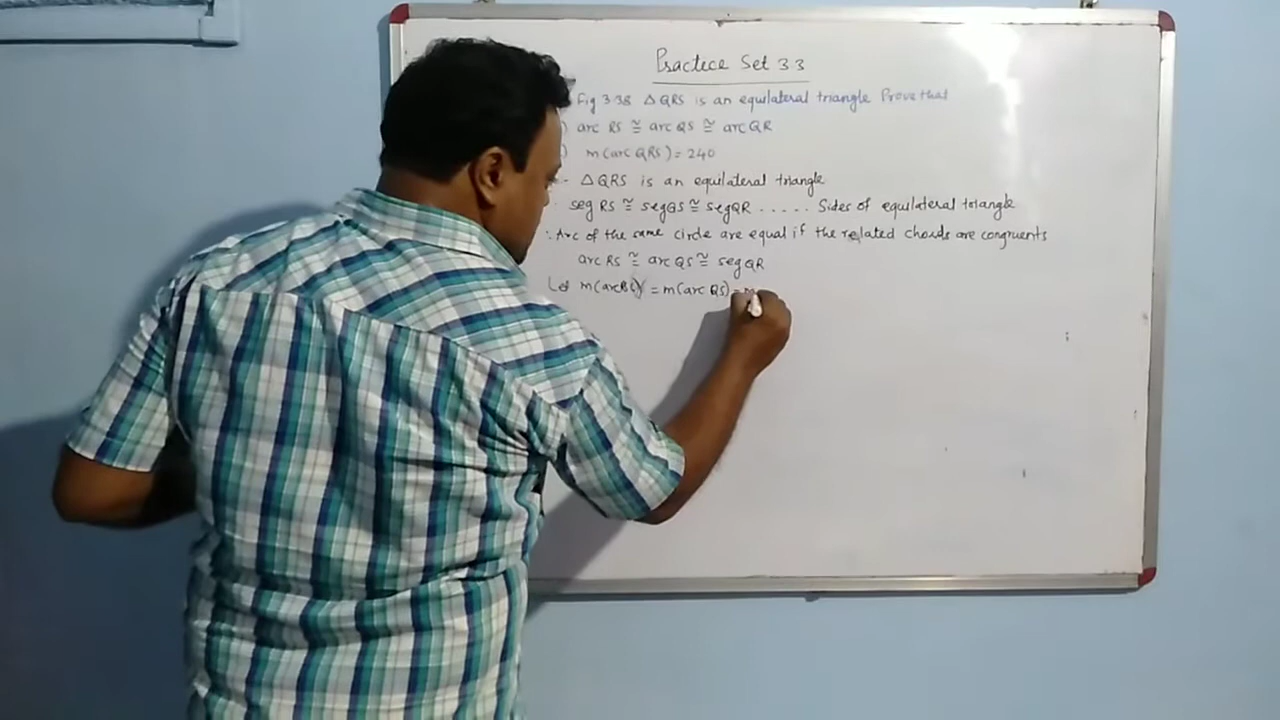 Practece Set 3 3
Fig 3.38 △QRS is an equilateral triangle Prove that
) arc RS ≅ arc QS ≅ arc QR
) m(arc QRS) = 240
△QRS is an equilateral triangle
seg RS ≅ seg QS ≅ seg QR ..... Sides of equilateral triangle
∴ Arc of the same circle are equal if the related chords are congruents
arc RS ≅ arc QS ≅ seg QR
Let = m(arc QS) =